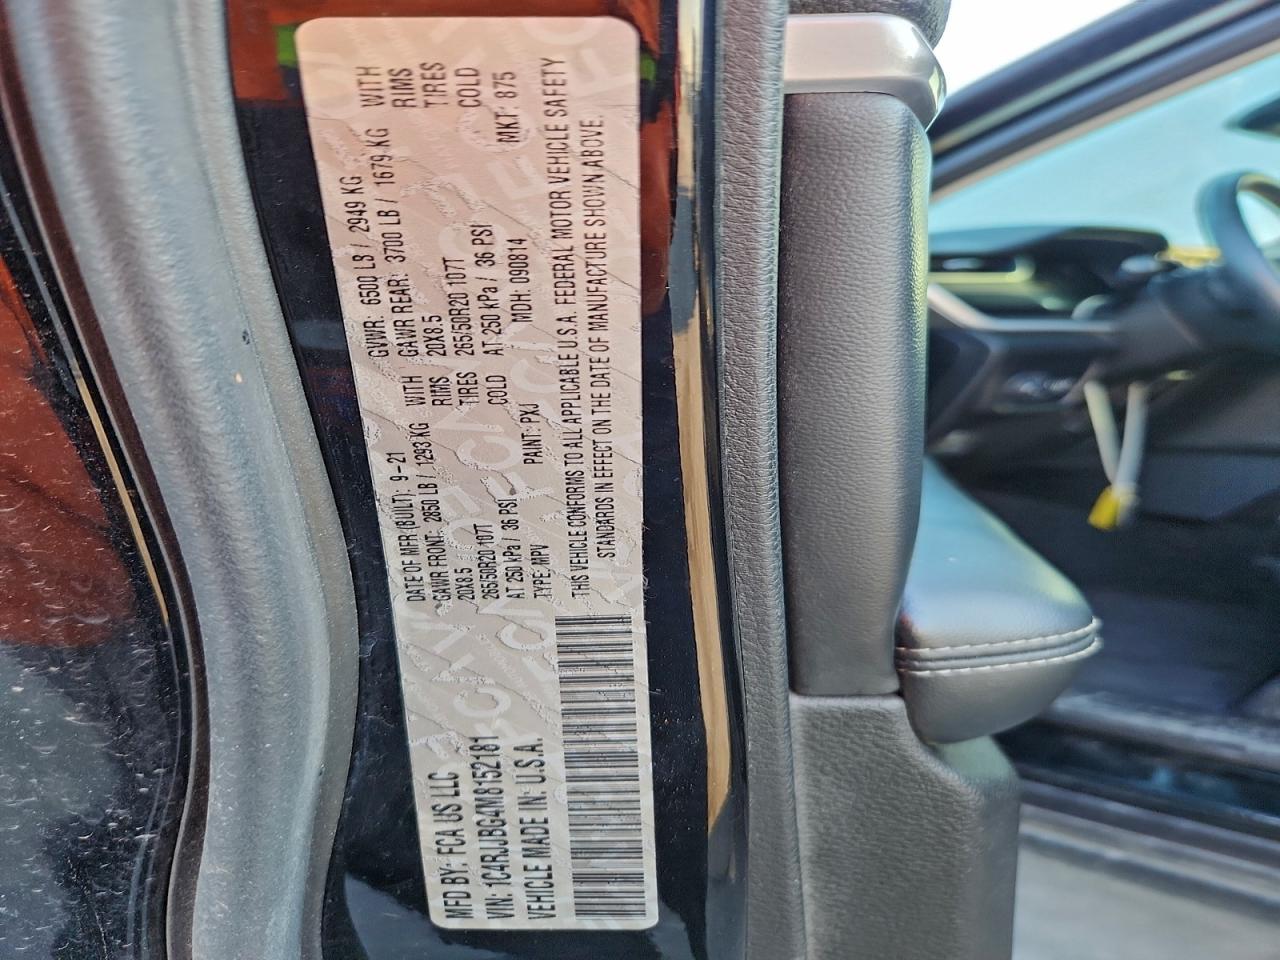 MFD BY: FCA US LLC
VIN: 1C4RJJBG4M8152181
VEHICLE MADE IN: U.S.A.
DATE OF MFR (BULT): 9-21
GVWR: 6500 LB / 2949 KG
GAWR FRONT: 2850 LB / 1293 KG WITH
GAWR REAR: 3700 LB / 1679 KG WITH
20X8.5 RIMS
20X8.5 RIMS
265/50R20 107T TIRES
265/50R20 107T TIRES
AT 250 kPa / 36 PSI COLD
AT 250 kPa / 36 PSI COLD
TYPE: MPV PAINT: PXJ MDH: 090814 MKT: 875
THIS VEHICLE CONFORMS TO ALL APPLICABLE U.S.A. FEDERAL MOTOR VEHICLE SAFETY
STANDARDS IN EFFECT ON THE DATE OF MANUFACTURE SHOWN ABOVE.